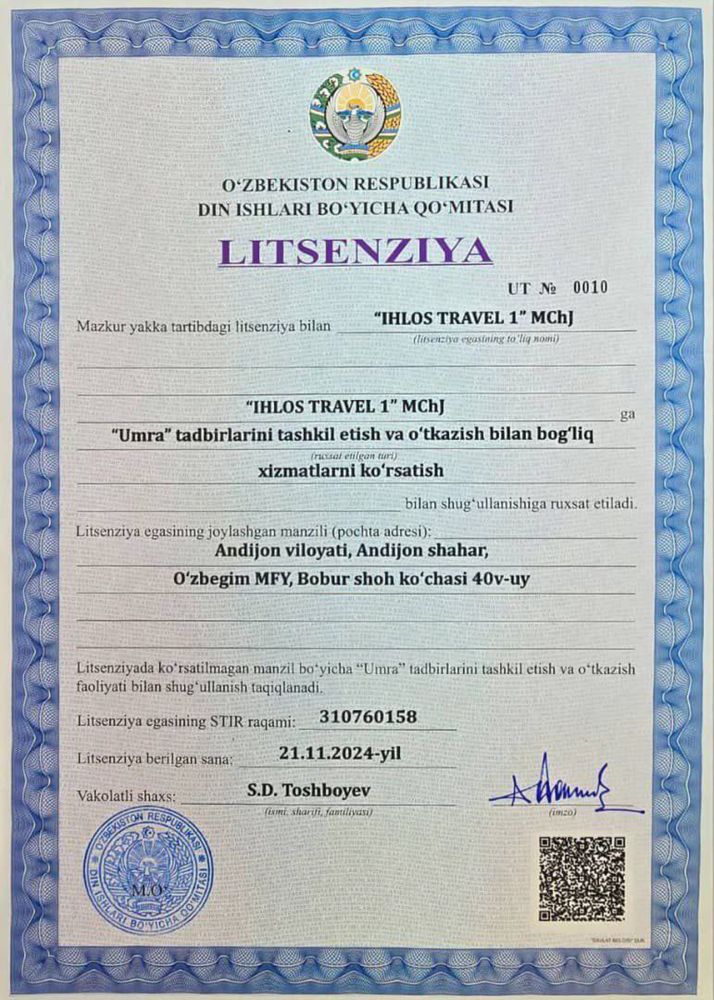 O‘ZBEKISTON RESPUBLIKASI
DIN ISHLARI BO‘YICHA QO‘MITASI
LITSENZIYA
UT № 0010
Mazkur yakka tartibdagi litsenziya bilan “IHLOS TRAVEL 1” MChJ
(litsenziya egasining to‘liq nomi)
“IHLOS TRAVEL 1” MChJ ga
“Umra” tadbirlarini tashkil etish va o‘tkazish bilan bog‘liq
(ruxsat etilgan turi)
xizmatlarni ko‘rsatish
bilan shug‘ullanishiga ruxsat etiladi.
Litsenziya egasining joylashgan manzili (pochta adresi):
Andijon viloyati, Andijon shahar,
O‘zbegim MFY, Bobur shoh ko‘chasi 40v-uy
Litsenziyada ko‘rsatilmagan manzil bo‘yicha “Umra” tadbirlarini tashkil etish va o‘tkazish
faoliyati bilan shug‘ullanish taqiqlanadi.
Litsenziya egasining STIR raqami: 310760158
Litsenziya berilgan sana: 21.11.2024-yil
Vakolatli shaxs: S.D. Toshboyev
(ismi, sharifi, familiyasi) (imzo)
O‘ZBEKISTON RESPUBLIKASI
DIN ISHLARI BO‘YICHA QO‘MITASI
M.O‘